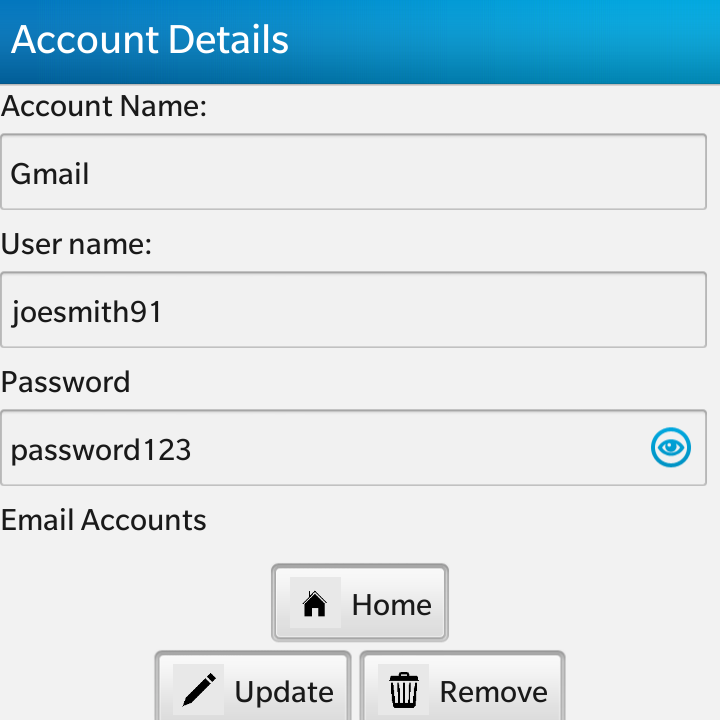 Account Details
Account Name:
Gmail
User name:
joesmith91
Password
password123
Email Accounts
Home
Update Remove